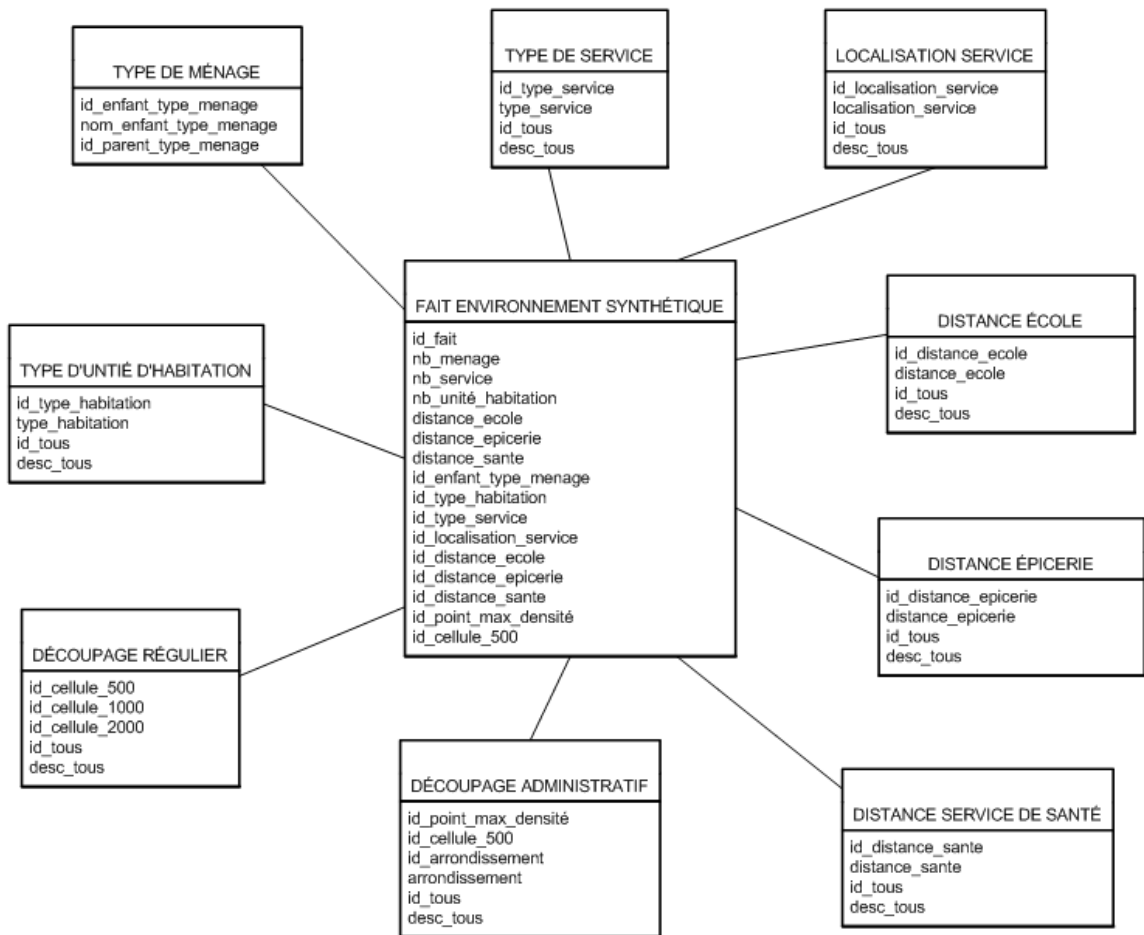 TYPE DE MÉNAGE
id_enfant_type_menage
nom_enfant_type_menage
id_parent_type_menage
TYPE DE SERVICE
id_type_service
type_service
id_tous
desc_tous
LOCALISATION SERVICE
id_localisation_service
localisation_service
id_tous
desc_tous
FAIT ENVIRONNEMENT SYNTHÉTIQUE
id_fait
nb_menage
nb_service
nb_unité_habitation
distance_ecole
distance_epicerie
distance_sante
id_enfant_type_menage
id_type_habitation
id_type_service
id_localisation_service
id_distance_ecole
id_distance_epicerie
id_distance_sante
id_point_max_densité
id_cellule_500
TYPE D'UNTIÉ D'HABITATION
id_type_habitation
type_habitation
id_tous
desc_tous
DISTANCE ÉCOLE
id_distance_ecole
distance_ecole
id_tous
desc_tous
DISTANCE ÉPICERIE
id_distance_epicerie
distance_epicerie
id_tous
desc_tous
DÉCOUPAGE RÉGULIER
id_cellule_500
id_cellule_1000
id_cellule_2000
id_tous
desc_tous
DÉCOUPAGE ADMINISTRATIF
id_point_max_densité
id_cellule_500
id_arrondissement
arrondissement
id_tous
desc_tous
DISTANCE SERVICE DE SANTÉ
id_distance_sante
distance_sante
id_tous
desc_tous